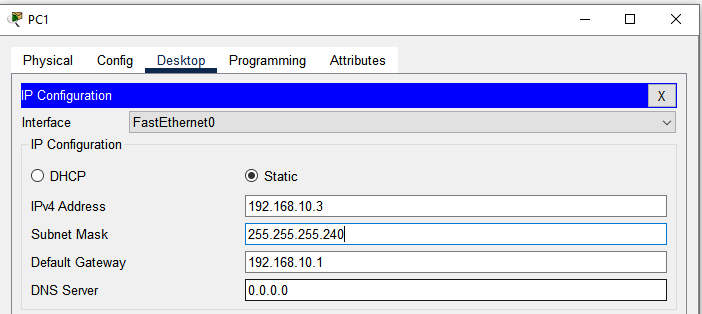 PC1
Physical Config Desktop Programming Attributes
IP Configuration X
Interface FastEthernet0
IP Configuration
DHCP Static
IPv4 Address 192.168.10.3
Subnet Mask 255.255.255.240
Default Gateway 192.168.10.1
DNS Server 0.0.0.0